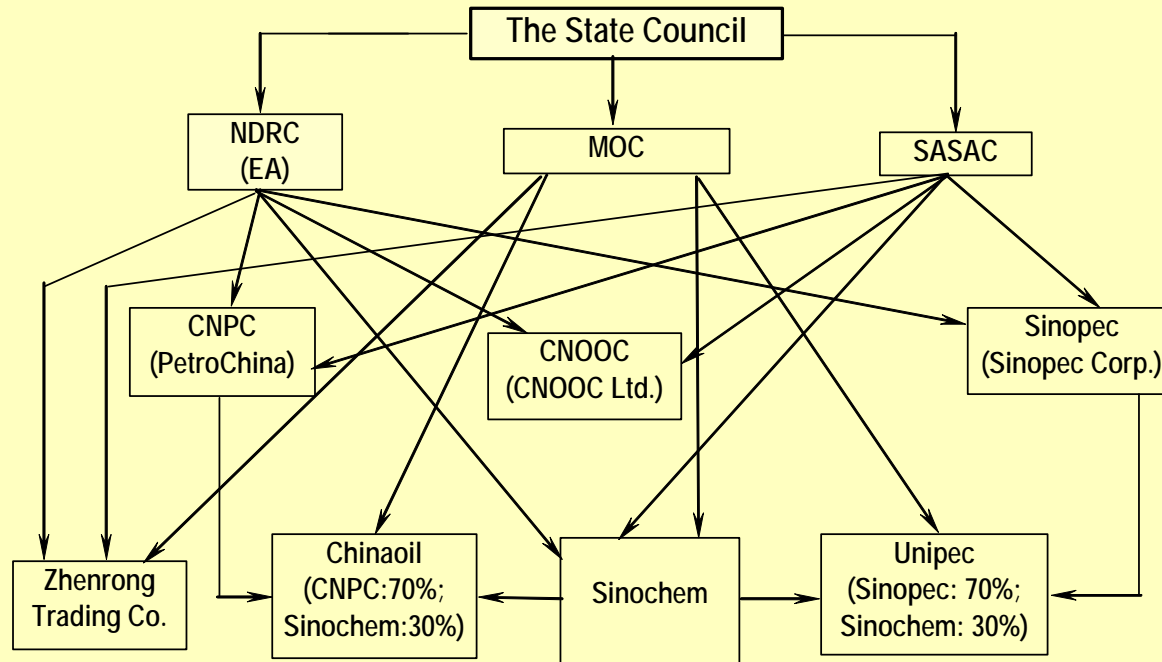 The State Council
NDRC
(EA)
MOC
SASAC
CNPC
(PetroChina)
CNOOC
(CNOOC Ltd.)
Sinopec
(Sinopec Corp.)
Zhenrong
Trading Co.
Chinaoil
(CNPC:70%;
Sinochem:30%)
Sinochem
Unipec
(Sinopec: 70%;
Sinochem: 30%)